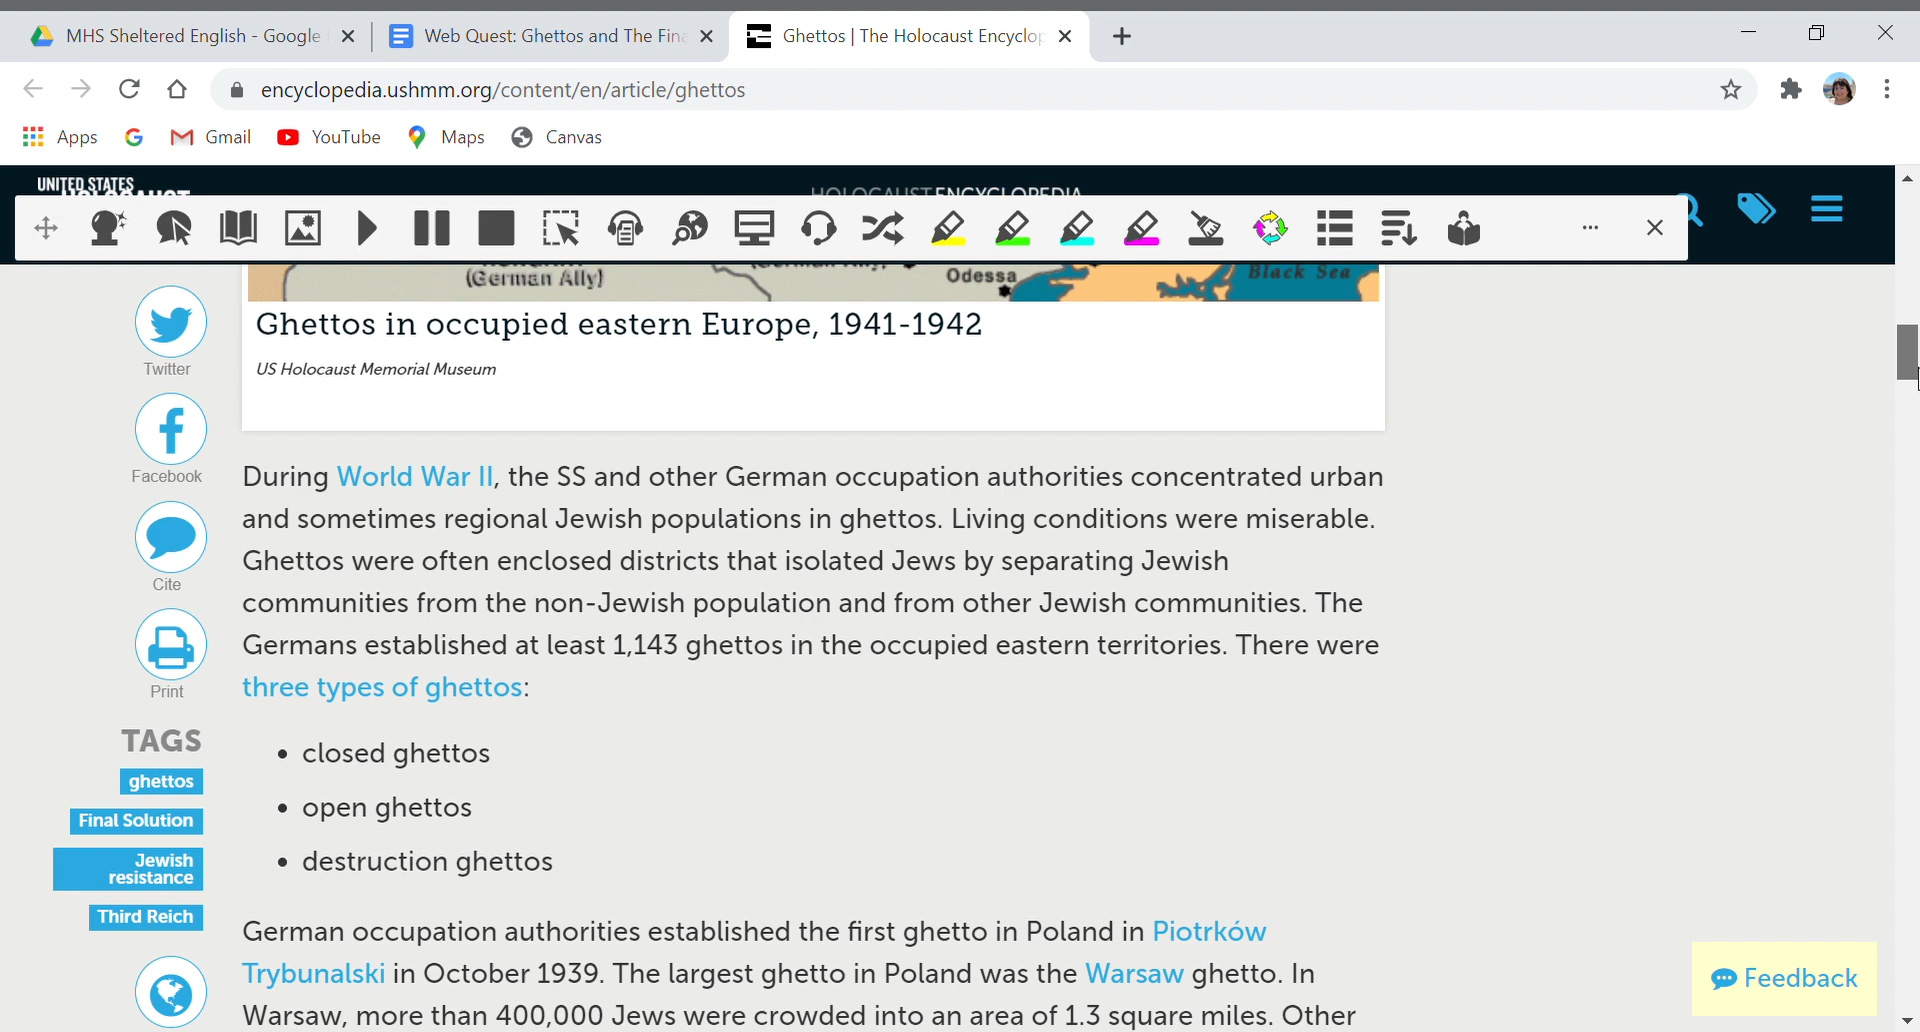 MHS Sheltered English - Google
Web Quest: Ghettos and The Fina
Ghettos | The Holocaust Encyclop
encyclopedia.ushmm.org/content/en/article/ghettos
Apps
Gmail
YouTube
Maps
Canvas
UNITED STATES
HOLOCAUST
HOLOCAUST ENCYCLOPEDIA
(German Ally)
Odessa
Black Sea
Ghettos in occupied eastern Europe, 1941-1942
US Holocaust Memorial Museum
Twitter
Facebook
Cite
Print
TAGS
ghettos
Final Solution
Jewish
resistance
Third Reich
During World War II, the SS and other German occupation authorities concentrated urban
and sometimes regional Jewish populations in ghettos. Living conditions were miserable.
Ghettos were often enclosed districts that isolated Jews by separating Jewish
communities from the non-Jewish population and from other Jewish communities. The
Germans established at least 1,143 ghettos in the occupied eastern territories. There were
three types of ghettos:
• closed ghettos
• open ghettos
• destruction ghettos
German occupation authorities established the first ghetto in Poland in Piotrków
Trybunalski in October 1939. The largest ghetto in Poland was the Warsaw ghetto. In
Warsaw, more than 400,000 Jews were crowded into an area of 1.3 square miles. Other
Feedback